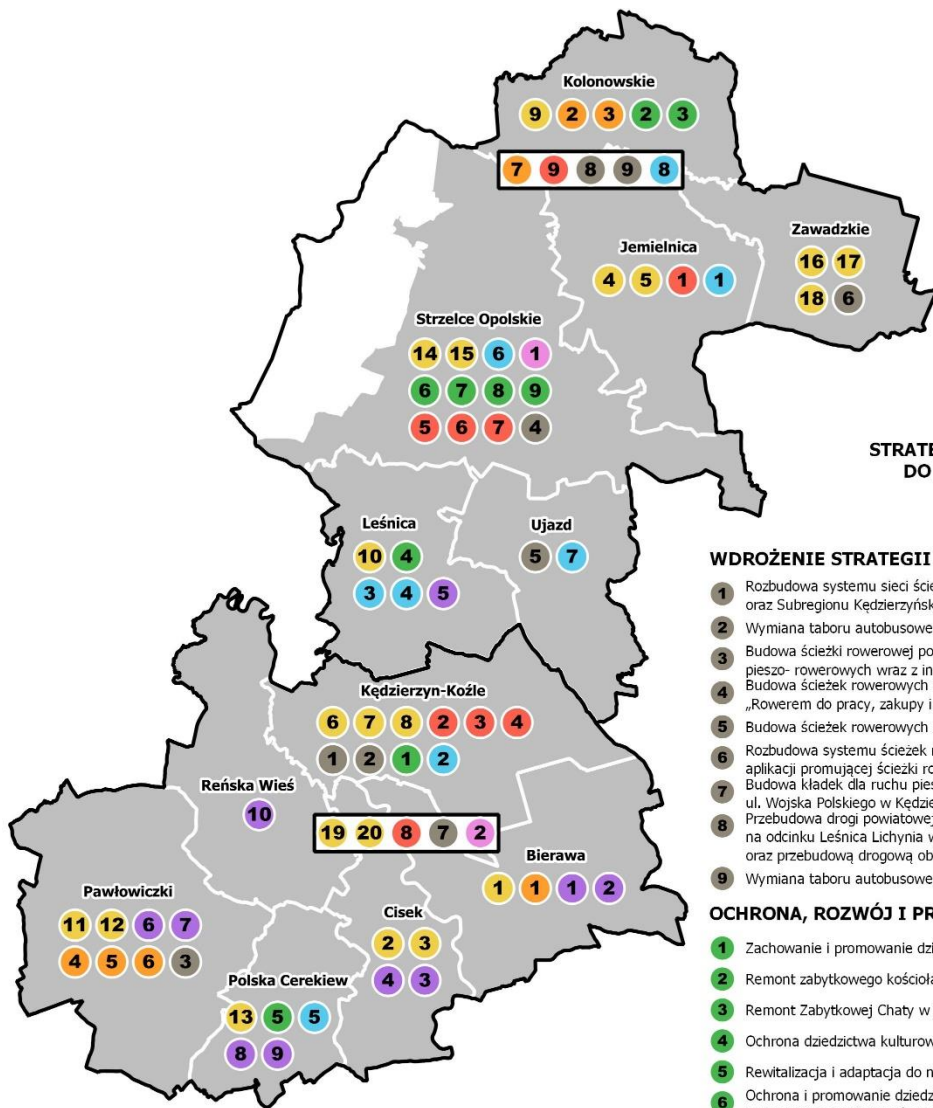 Kolonowskie
9 2 3 2 3
7 9 8 9 8
Zawadzkie
16 17
18 6
Jemielnica
4 5 1 1
Strzelce Opolskie
14 15 6 1
6 7 8 9
5 6 7 4
Leśnica
10 4
3 4 5
Ujazd
5 7
Kędzierzyn-Koźle
6 7 8 2 3 4
1 2 1 2
Reńska Wieś
10
19 20 8 7 2
Bierawa
1 1 1 2
Pawłowiczki
11 12 6 7
4 5 6 3
Cisek
2 3
4 3
Polska Cerekiew
13 5 5
8 9
STRATE
DO
WDROŻENIE STRATEGII
1 Rozbudowa systemu sieci ście
oraz Subregionu Kędzierzyńsk
2 Wymiana taboru autobusowe
3 Budowa ścieżki rowerowej po
pieszo- rowerowych wraz z in
4 Budowa ścieżek rowerowych
„Rowerem do pracy, zakupy i
5 Budowa ścieżek rowerowych
6 Rozbudowa systemu ścieżek r
aplikacji promującej ścieżki ro
7 Budowa kładek dla ruchu pies
ul. Wojska Polskiego w Kędzie
8 Przebudowa drogi powiatowej
na odcinku Leśnica Lichynia w
oraz przebudową drogową ob
9 Wymiana taboru autobusowe
OCHRONA, ROZWÓJ I PR
1 Zachowanie i promowanie dzi
2 Remont zabytkowego kościoła
3 Remont Zabytkowej Chaty w
4 Ochrona dziedzictwa kulturow
5 Rewitalizacja i adaptacja do n
6 Ochrona i promowanie dziedz